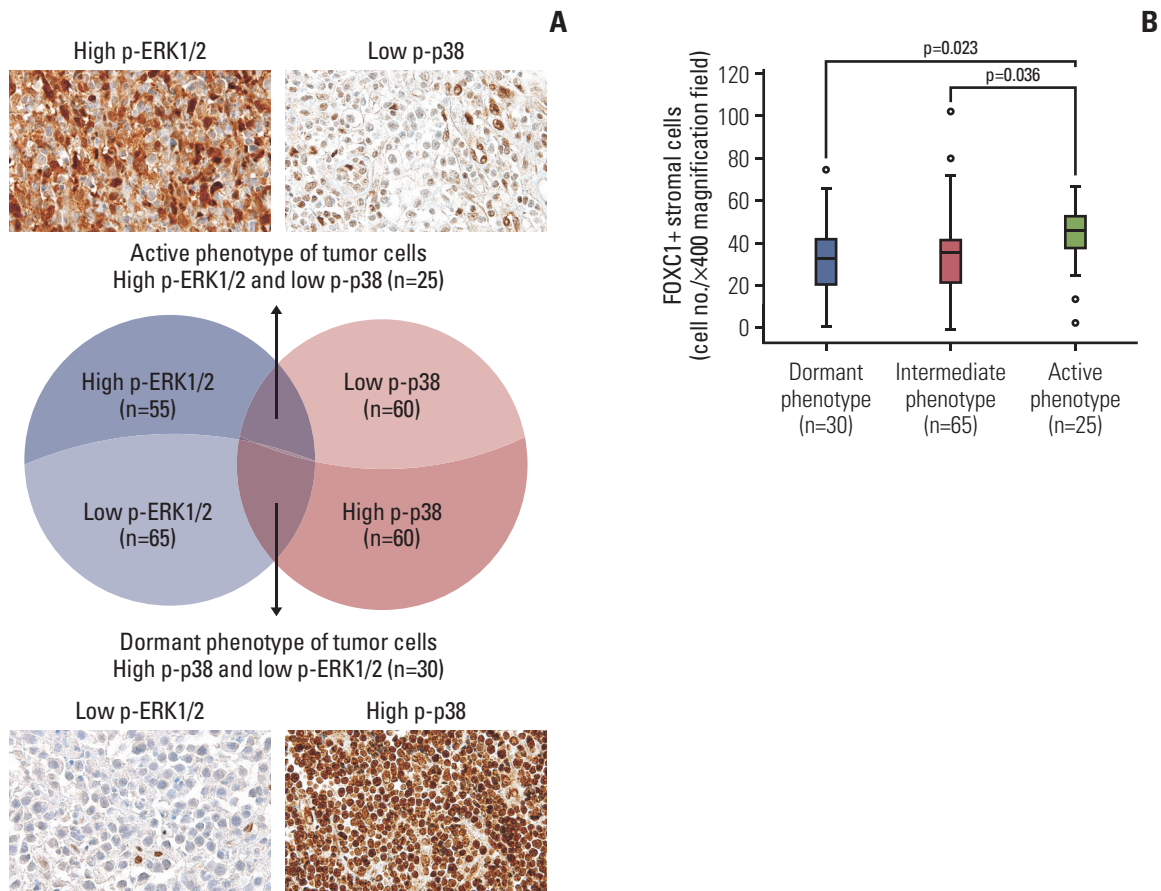 A
High p-ERK1/2
Low p-p38
Active phenotype of tumor cells
High p-ERK1/2 and low p-p38 (n=25)
High p-ERK1/2
(n=55)
Low p-p38
(n=60)
Low p-ERK1/2
(n=65)
High p-p38
(n=60)
Dormant phenotype of tumor cells
High p-p38 and low p-ERK1/2 (n=30)
Low p-ERK1/2
High p-p38
B
p=0.023
p=0.036
FOXC1+ stromal cells
(cell no./×400 magnification field)
120
100
80
60
40
20
0
Dormant
phenotype
(n=30)
Intermediate
phenotype
(n=65)
Active
phenotype
(n=25)